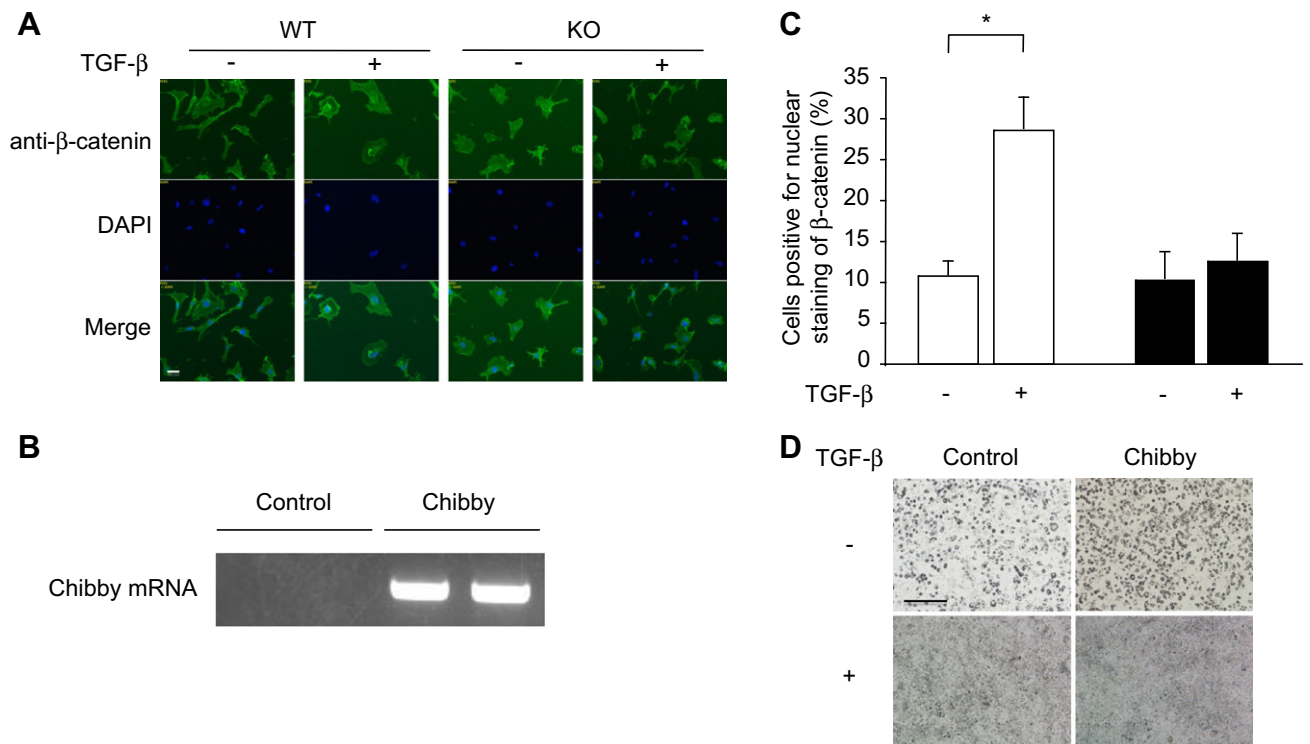 A
WT KO
TGF-β - + - +
anti-β-catenin
DAPI
Merge
B
Control Chibby
Chibby mRNA
C
*
Cells positive for nuclear
staining of β-catenin (%)
35
30
25
20
15
10
5
0
TGF-β - + - +
D
TGF-β Control Chibby
-
+